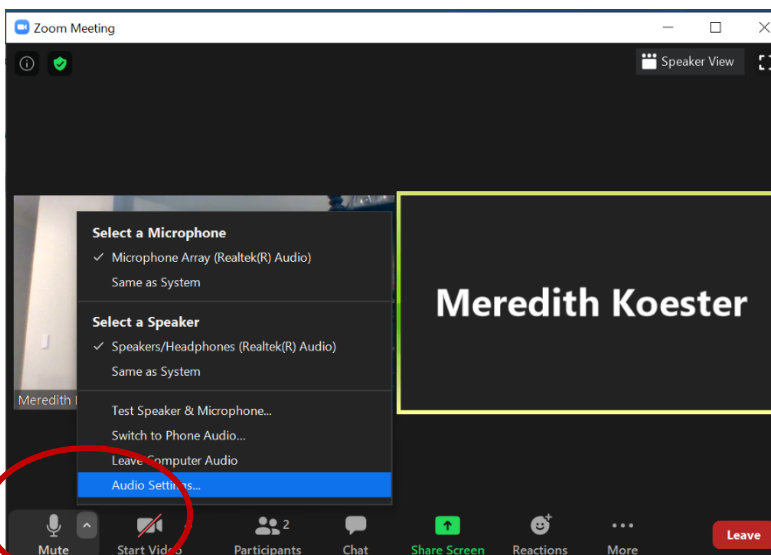 Zoom Meeting
Speaker View
Select a Microphone
✓ Microphone Array (Realtek(R) Audio)
Same as System
Select a Speaker
✓ Speakers/Headphones (Realtek(R) Audio)
Same as System
Test Speaker & Microphone...
Switch to Phone Audio...
Leave Computer Audio
Audio Settings...
Meredith
Meredith Koester
Mute
Start Video
2
Participants
Chat
Share Screen
Reactions
More
Leave